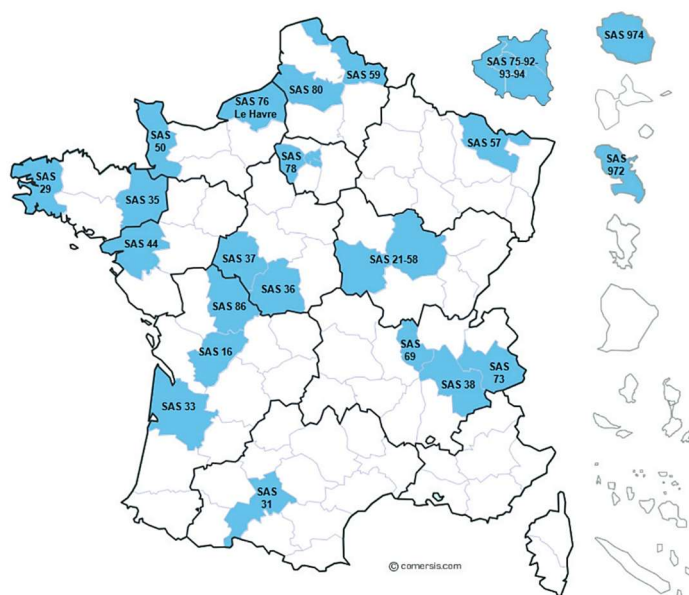 SAS 974
SAS 75-92-
93-94
SAS 59
SAS 80
SAS 76
Le Havre
SAS
50
SAS 57
SAS
78
SAS
972
SAS
29
SAS 35
SAS 44
SAS 37
SAS 21-58
SAS 36
SAS 86
SAS 16
SAS
69
SAS
73
SAS 38
SAS 33
SAS
31
© comersis.com